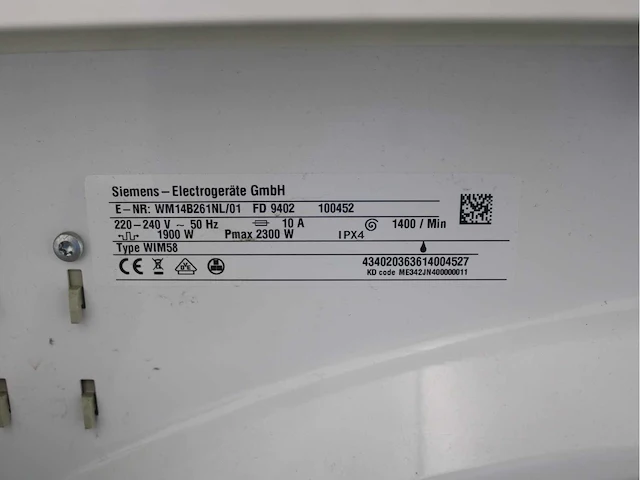 Siemens - Electrogeräte GmbH
E-NR: WM14B261NL/01 FD 9402 100452
220-240 V ~ 50 Hz 10 A 1400 / Min
1900 W Pmax 2300 W IPX4
Type WIM58
CE 434020363614004527
KD code ME342JN400000011